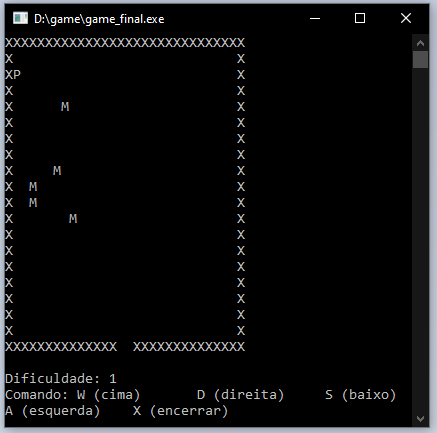 D:\game\game_final.exe
XXXXXXXXXXXXXXXXXXXXXXXXXXXXXX
X                            X
XP                           X
X                            X
X      M                     X
X                            X
X                            X
X                            X
X     M                      X
X  M                         X
X  M                         X
X       M                    X
X                            X
X                            X
X                            X
X                            X
X                            X
X                            X
X                            X
XXXXXXXXXXXXXX  XXXXXXXXXXXXXX
Dificuldade: 1
Comando: W (cima)       D (direita)     S (baixo)
A (esquerda)    X (encerrar)